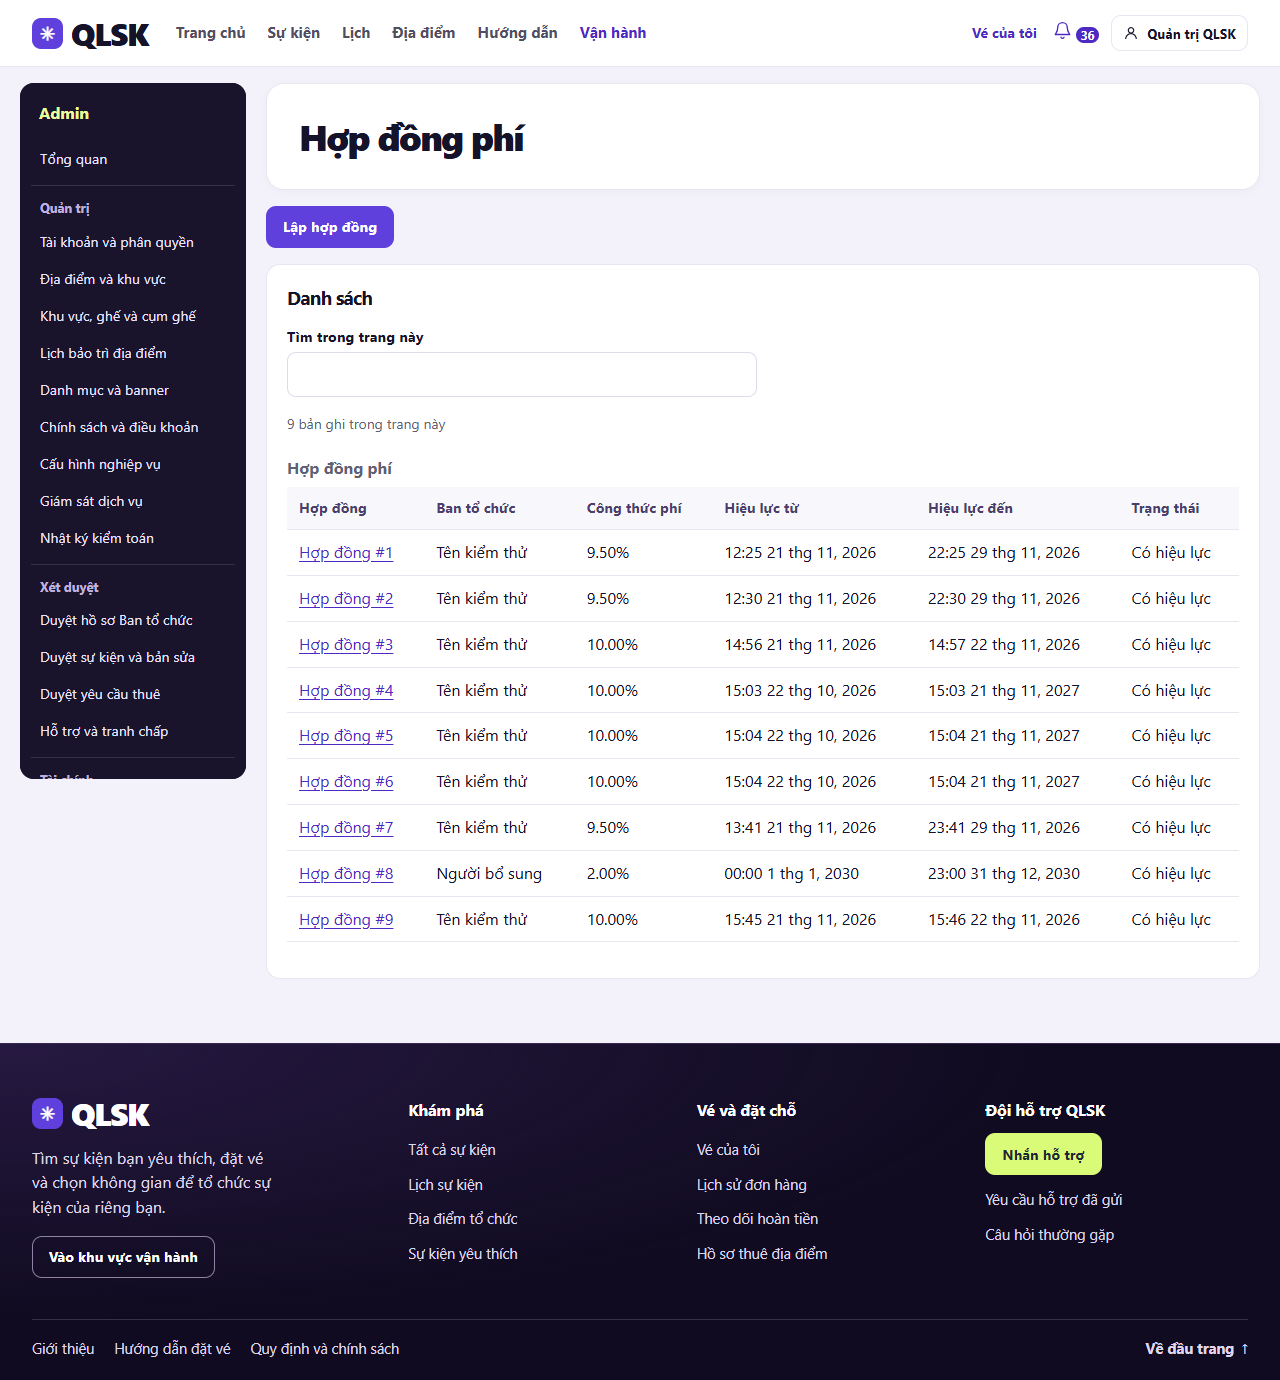 QLSK
Trang chủ Sự kiện Lịch Địa điểm Hướng dẫn Vận hành
Vé của tôi 36 Quản trị QLSK
Admin
Tổng quan
Quản trị
Tài khoản và phân quyền
Địa điểm và khu vực
Khu vực, ghế và cụm ghế
Lịch bảo trì địa điểm
Danh mục và banner
Chính sách và điều khoản
Cấu hình nghiệp vụ
Giám sát dịch vụ
Nhật ký kiểm toán
Xét duyệt
Duyệt hồ sơ Ban tổ chức
Duyệt sự kiện và bản sửa
Duyệt yêu cầu thuê
Hỗ trợ và tranh chấp
Hợp đồng phí
Lập hợp đồng
Danh sách
Tìm trong trang này
9 bản ghi trong trang này
Hợp đồng phí
Hợp đồng Ban tổ chức Công thức phí Hiệu lực từ Hiệu lực đến Trạng thái
Hợp đồng #1 Tên kiểm thử 9.50% 12:25 21 thg 11, 2026 22:25 29 thg 11, 2026 Có hiệu lực
Hợp đồng #2 Tên kiểm thử 9.50% 12:30 21 thg 11, 2026 22:30 29 thg 11, 2026 Có hiệu lực
Hợp đồng #3 Tên kiểm thử 10.00% 14:56 21 thg 11, 2026 14:57 22 thg 11, 2026 Có hiệu lực
Hợp đồng #4 Tên kiểm thử 10.00% 15:03 22 thg 10, 2026 15:03 21 thg 11, 2027 Có hiệu lực
Hợp đồng #5 Tên kiểm thử 10.00% 15:04 22 thg 10, 2026 15:04 21 thg 11, 2027 Có hiệu lực
Hợp đồng #6 Tên kiểm thử 10.00% 15:04 22 thg 10, 2026 15:04 21 thg 11, 2027 Có hiệu lực
Hợp đồng #7 Tên kiểm thử 9.50% 13:41 21 thg 11, 2026 23:41 29 thg 11, 2026 Có hiệu lực
Hợp đồng #8 Người bổ sung 2.00% 00:00 1 thg 1, 2030 23:00 31 thg 12, 2030 Có hiệu lực
Hợp đồng #9 Tên kiểm thử 10.00% 15:45 21 thg 11, 2026 15:46 22 thg 11, 2026 Có hiệu lực
QLSK
Tìm sự kiện bạn yêu thích, đặt vé
và chọn không gian để tổ chức sự
kiện của riêng bạn.
Vào khu vực vận hành
Khám phá
Tất cả sự kiện
Lịch sự kiện
Địa điểm tổ chức
Sự kiện yêu thích
Vé và đặt chỗ
Vé của tôi
Lịch sử đơn hàng
Theo dõi hoàn tiền
Hồ sơ thuê địa điểm
Đội hỗ trợ QLSK
Nhắn hỗ trợ
Yêu cầu hỗ trợ đã gửi
Câu hỏi thường gặp
Giới thiệu Hướng dẫn đặt vé Quy định và chính sách
Về đầu trang ↑